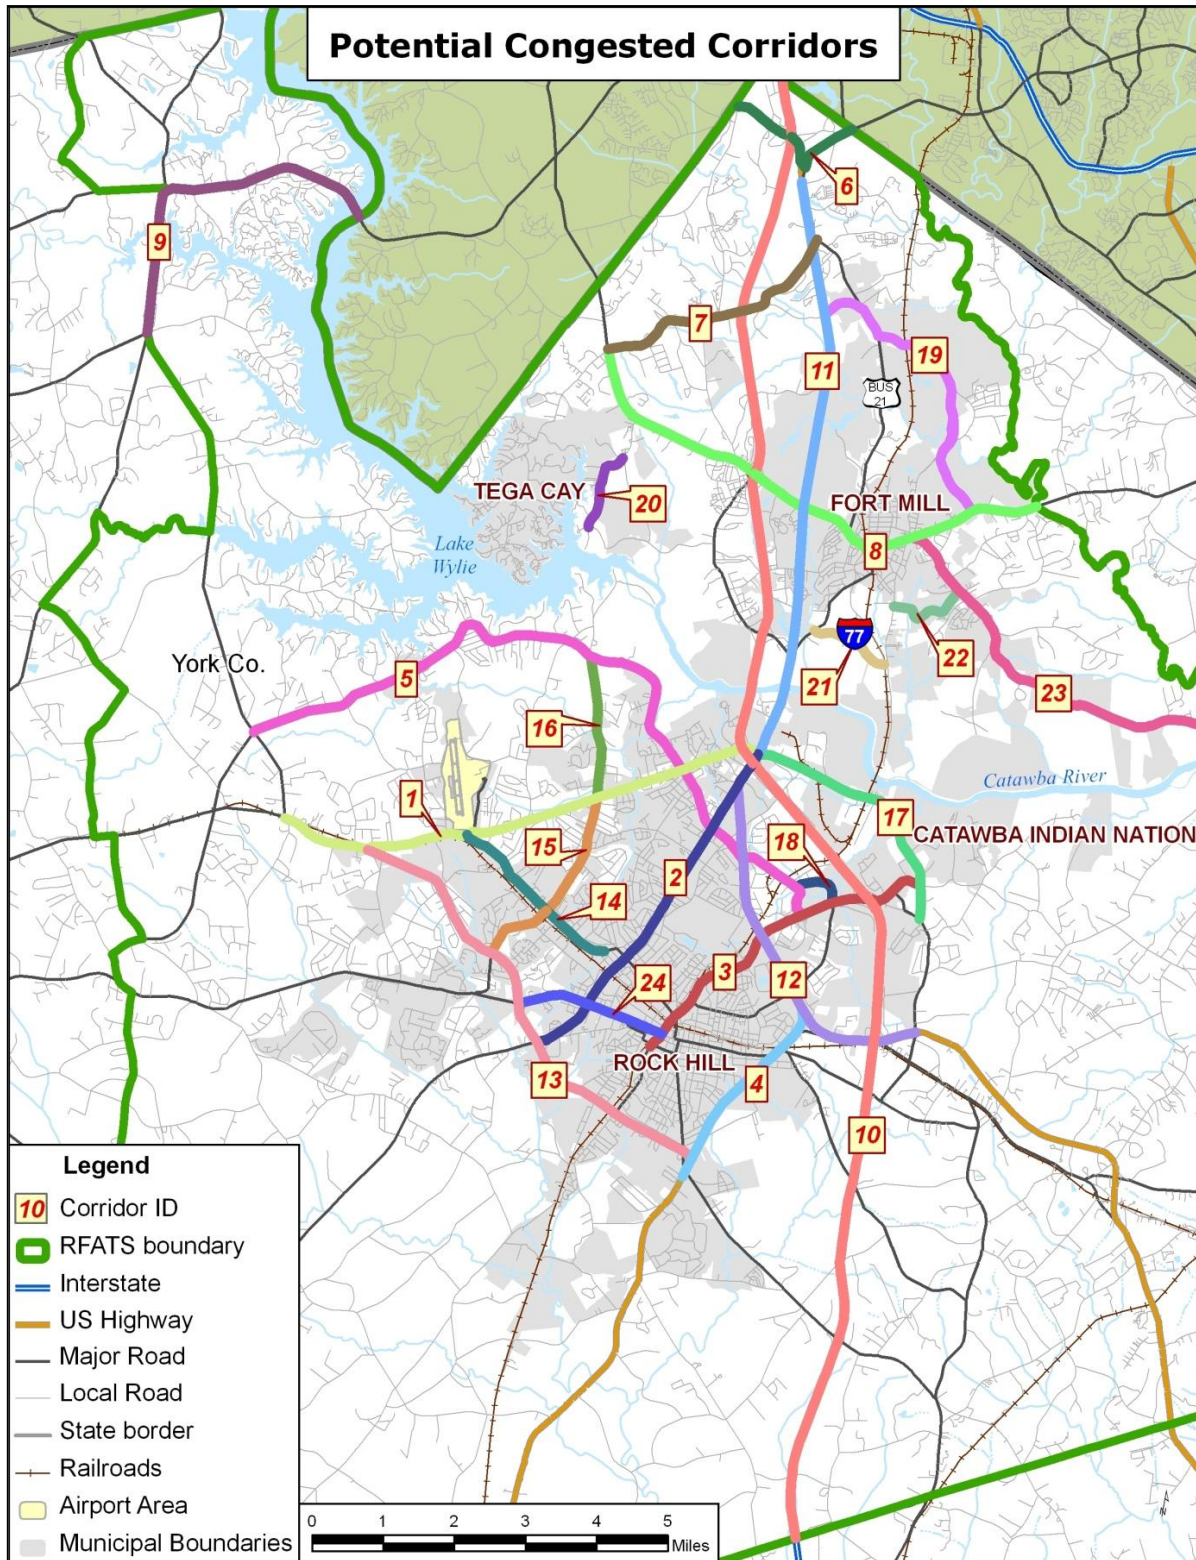 Potential Congested Corridors
6
9
7
11
19
BUS
21
TEGA CAY
20
FORT MILL
8
Lake
Wylie
77
22
York Co.
5
21
23
16
Catawba River
1
17
CATAWBA INDIAN NATION
15
18
2
14
24
3
12
ROCK HILL
13
4
10
Legend
10 Corridor ID
RFATS boundary
Interstate
US Highway
Major Road
Local Road
State border
Railroads
Airport Area
Municipal Boundaries
0 1 2 3 4 5
Miles
N